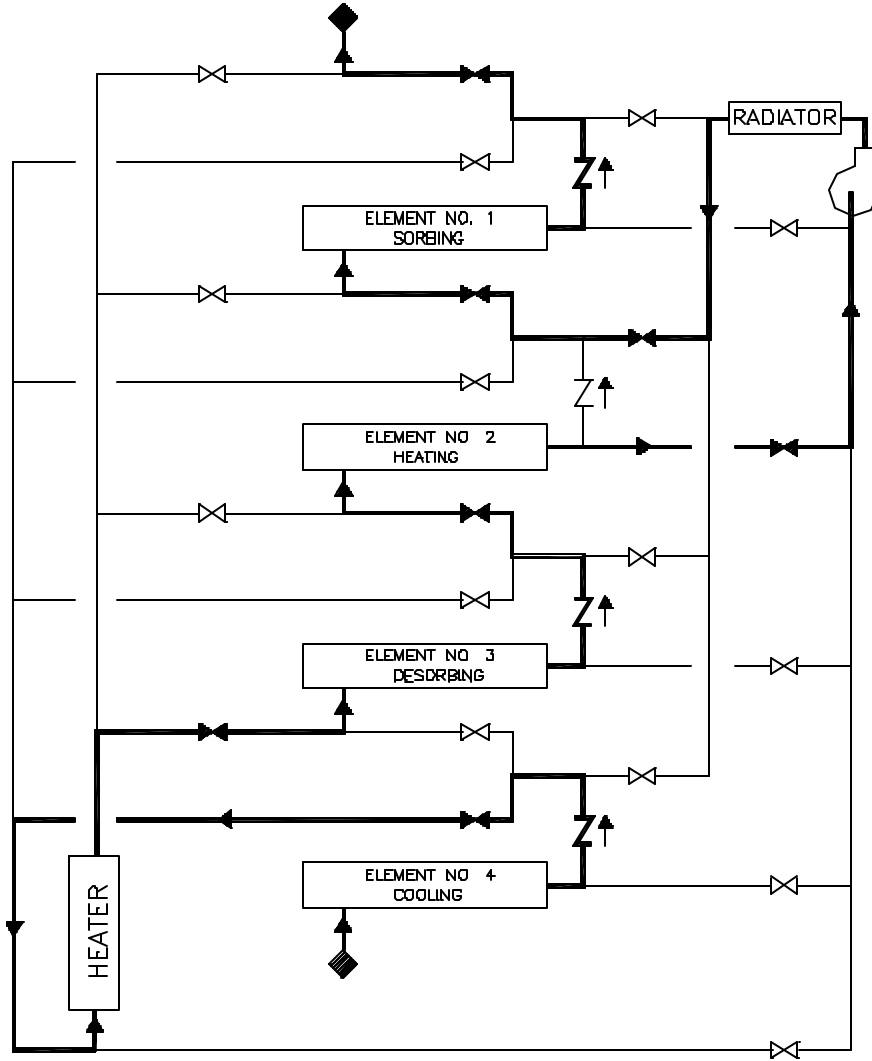 RADIATOR
ELEMENT NO. 1
SORBING
ELEMENT NO 2
HEATING
ELEMENT NO 3
DESORBING
ELEMENT NO 4
COOLING
HEATER